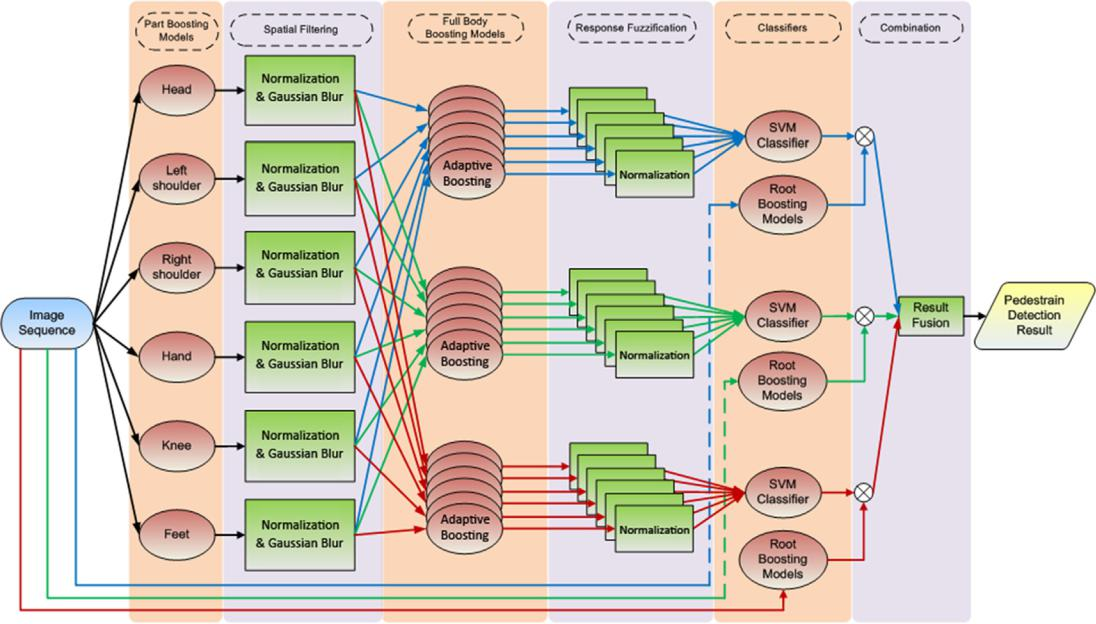 Part Boosting
Models
Spatial Filtering
Full Body
Boosting Models
Response Fuzzification
Classifiers
Combination
Image
Sequence
Head
Left
shoulder
Right
shoulder
Hand
Knee
Feet
Normalization
& Gaussian Blur
Normalization
& Gaussian Blur
Normalization
& Gaussian Blur
Normalization
& Gaussian Blur
Normalization
& Gaussian Blur
Normalization
& Gaussian Blur
Adaptive
Boosting
Adaptive
Boosting
Adaptive
Boosting
Normalization
Normalization
Normalization
SVM
Classifier
Root
Boosting
Models
SVM
Classifier
Root
Boosting
Models
SVM
Classifier
Root
Boosting
Models
Result
Fusion
Pedestrain
Detection
Result